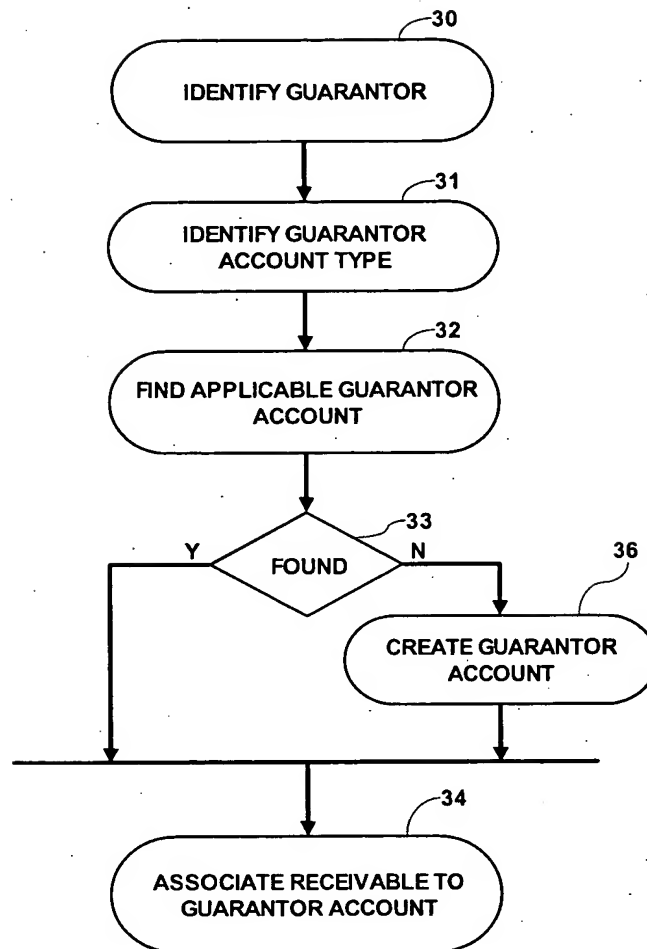 30
IDENTIFY GUARANTOR
31
IDENTIFY GUARANTOR
ACCOUNT TYPE
32
FIND APPLICABLE GUARANTOR
ACCOUNT
33
Y
FOUND
N
36
CREATE GUARANTOR
ACCOUNT
34
ASSOCIATE RECEIVABLE TO
GUARANTOR ACCOUNT